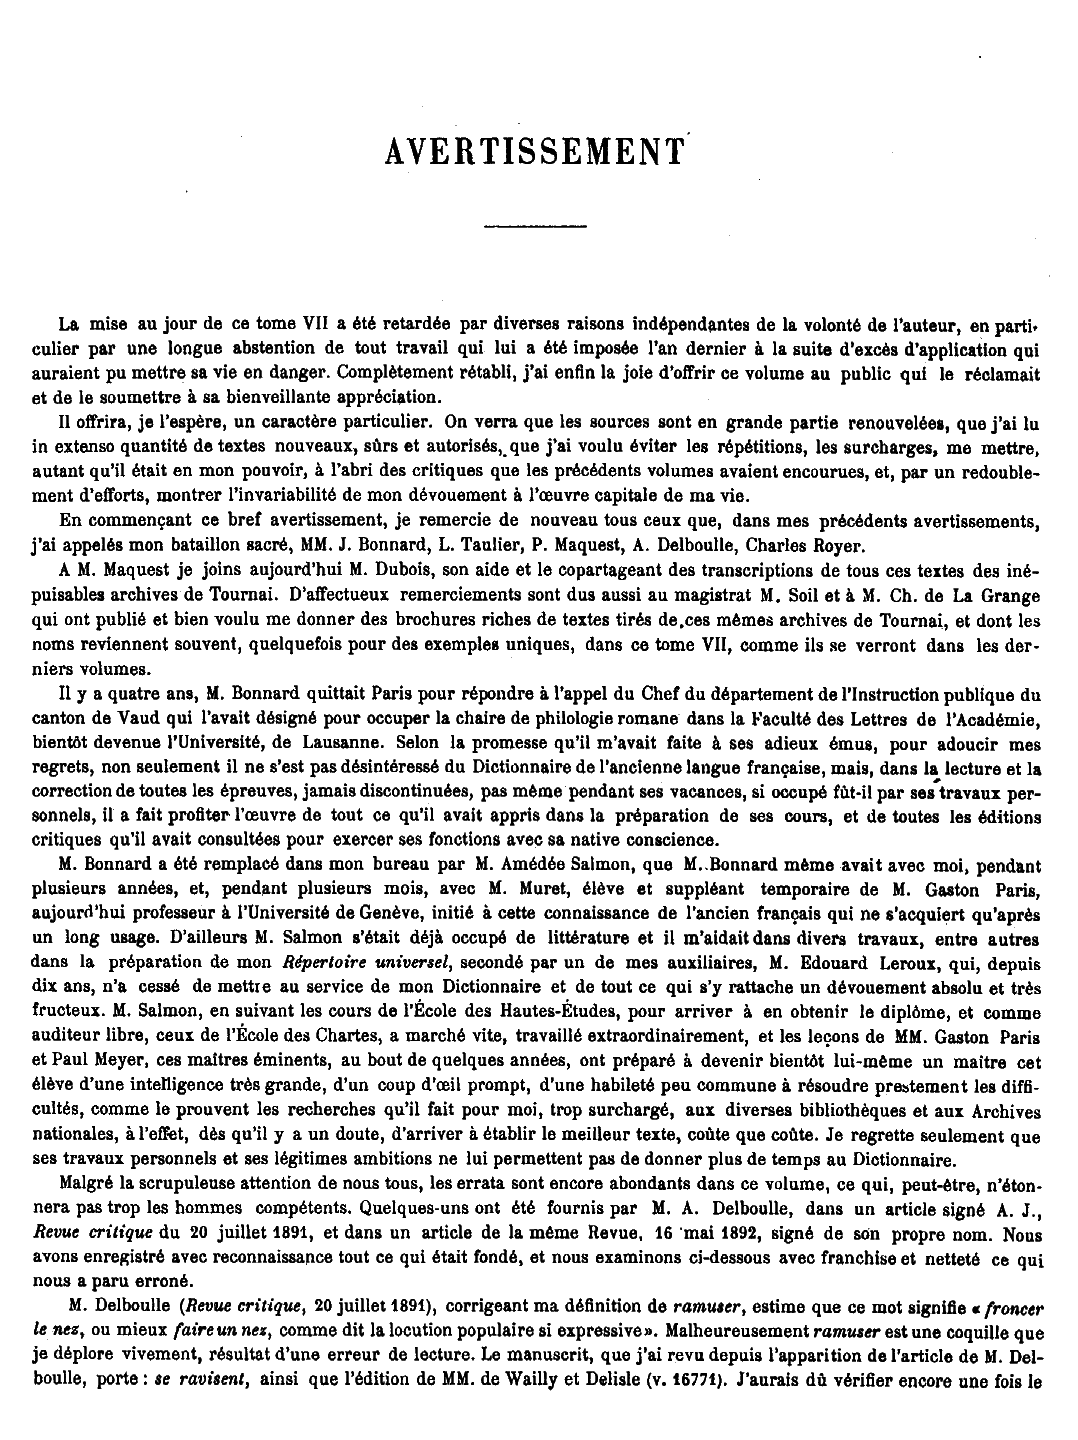 AVERTISSEMENT
La mise au jour de ce tome VII a été retardée par diverses raisons indépendantes de la volonté de l'auteur, en parti-
culier par une longue abstention de tout travail qui lui a été imposée l'an dernier à la suite d'excès d'application qui
auraient pu mettre sa vie en danger. Complètement rétabli, j'ai enfin la joie d'offrir ce volume au public qui le réclamait
et de le soumettre à sa bienveillante appréciation.
Il offrira, je l'espère, un caractère particulier. On verra que les sources sont en grande partie renouvelées, que j'ai lu
in extenso quantité de textes nouveaux, sûrs et autorisés, que j'ai voulu éviter les répétitions, les surcharges, me mettre,
autant qu'il était en mon pouvoir, à l'abri des critiques que les précédents volumes avaient encourues, et, par un redouble-
ment d'efforts, montrer l'invariabilité de mon dévouement à l'œuvre capitale de ma vie.
En commençant ce bref avertissement, je remercie de nouveau tous ceux que, dans mes précédents avertissements,
j'ai appelés mon bataillon sacré, MM. J. Bonnard, L. Taulier, P. Maquest, A. Delboulle, Charles Royer.
A M. Maquest je joins aujourd'hui M. Dubois, son aide et le copartageant des transcriptions de tous ces textes des iné-
puisables archives de Tournai. D'affectueux remerciements sont dus aussi au magistrat M. Soil et à M. Ch. de La Grange
qui ont publié et bien voulu me donner des brochures riches de textes tirés de ces mêmes archives de Tournai, et dont les
noms reviennent souvent, quelquefois pour des exemples uniques, dans ce tome VII, comme ils se verront dans les der-
niers volumes.
Il y a quatre ans, M. Bonnard quittait Paris pour répondre à l'appel du Chef du département de l'Instruction publique du
canton de Vaud qui l'avait désigné pour occuper la chaire de philologie romane dans la Faculté des Lettres de l'Académie,
bientôt devenue l'Université, de Lausanne. Selon la promesse qu'il m'avait faite à ses adieux émus, pour adoucir mes
regrets, non seulement il ne s'est pas désintéressé du Dictionnaire de l'ancienne langue française, mais, dans la lecture et la
correction de toutes les épreuves, jamais discontinuées, pas même pendant ses vacances, si occupé fût-il par ses travaux per-
sonnels, il a fait profiter l'œuvre de tout ce qu'il avait appris dans la préparation de ses cours, et de toutes les éditions
critiques qu'il avait consultées pour exercer ses fonctions avec sa native conscience.
M. Bonnard a été remplacé dans mon bureau par M. Amédée Salmon, que M. Bonnard même avait avec moi, pendant
plusieurs années, et, pendant plusieurs mois, avec M. Muret, élève et suppléant temporaire de M. Gaston Paris,
aujourd'hui professeur à l'Université de Genève, initié à cette connaissance de l'ancien français qui ne s'acquiert qu'après
un long usage. D'ailleurs M. Salmon s'était déjà occupé de littérature et il m'aidait dans divers travaux, entre autres
dans la préparation de mon Répertoire universel, secondé par un de mes auxiliaires, M. Edouard Leroux, qui, depuis
dix ans, n'a cessé de mettre au service de mon Dictionnaire et de tout ce qui s'y rattache un dévouement absolu et très
fructeux. M. Salmon, en suivant les cours de l'École des Hautes-Études, pour arriver à en obtenir le diplôme, et comme
auditeur libre, ceux de l'École des Chartes, a marché vite, travaillé extraordinairement, et les leçons de MM. Gaston Paris
et Paul Meyer, ces maîtres éminents, au bout de quelques années, ont préparé à devenir bientôt lui-même un maître cet
élève d'une intelligence très grande, d'un coup d'œil prompt, d'une habileté peu commune à résoudre prestement les diffi-
cultés, comme le prouvent les recherches qu'il fait pour moi, trop surchargé, aux diverses bibliothèques et aux Archives
nationales, à l'effet, dès qu'il y a un doute, d'arriver à établir le meilleur texte, coûte que coûte. Je regrette seulement que
ses travaux personnels et ses légitimes ambitions ne lui permettent pas de donner plus de temps au Dictionnaire.
Malgré la scrupuleuse attention de nous tous, les errata sont encore abondants dans ce volume, ce qui, peut-être, n'éton-
nera pas trop les hommes compétents. Quelques-uns ont été fournis par M. A. Delboulle, dans un article signé A. J.,
Revue critique du 20 juillet 1891, et dans un article de la même Revue, 16 mai 1892, signé de son propre nom. Nous
avons enregistré avec reconnaissance tout ce qui était fondé, et nous examinons ci-dessous avec franchise et netteté ce qui
nous a paru erroné.
M. Delboulle (Revue critique, 20 juillet 1891), corrigeant ma définition de ramuser, estime que ce mot signifie « froncer
le nez, ou mieux faire un nez, comme dit la locution populaire si expressive». Malheureusement ramuser est une coquille que
je déplore vivement, résultat d'une erreur de lecture. Le manuscrit, que j'ai revu depuis l'apparition de l'article de M. Del-
boulle, porte : se ravisent, ainsi que l'édition de MM. de Wailly et Delisle (v. 16771). J'aurais dû vérifier encore une fois le